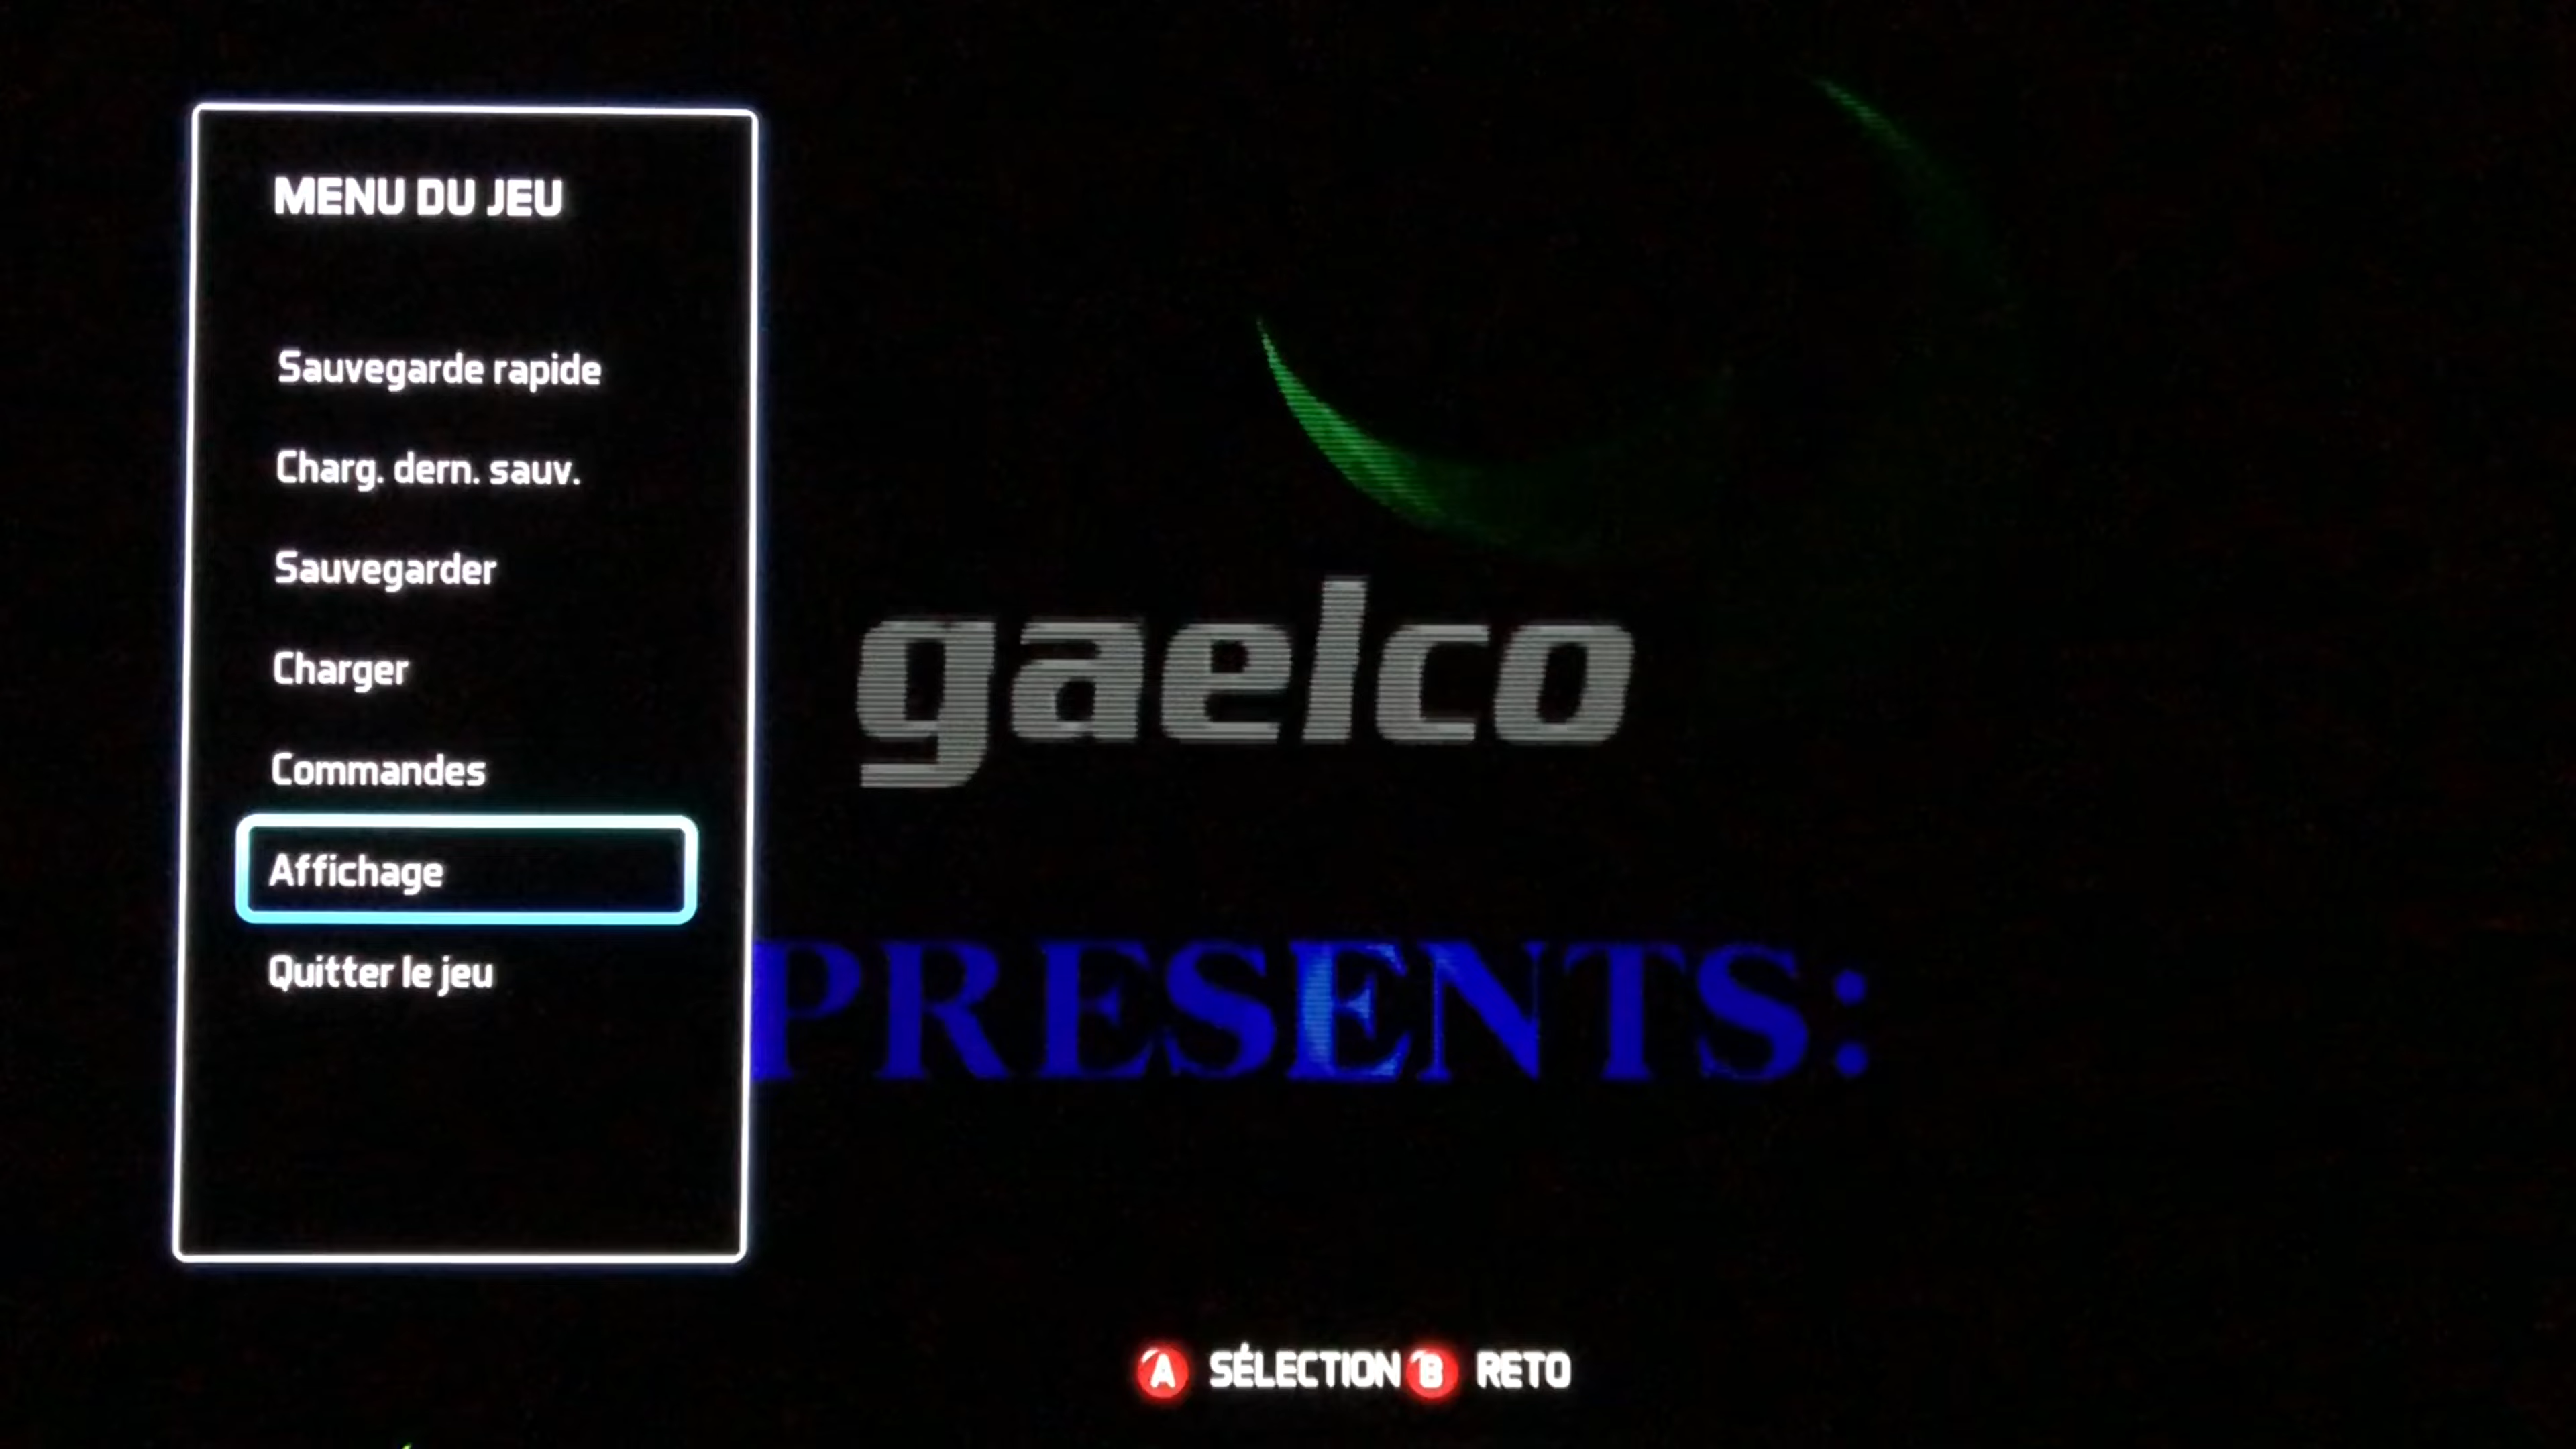 MENU DU JEU
Sauvegarde rapide
Charg. dern. sauv.
Sauvegarder
Charger
Commandes
Affichage
Quitter le jeu
gaelco
PRESENTS:
A SÉLECTION B RETO